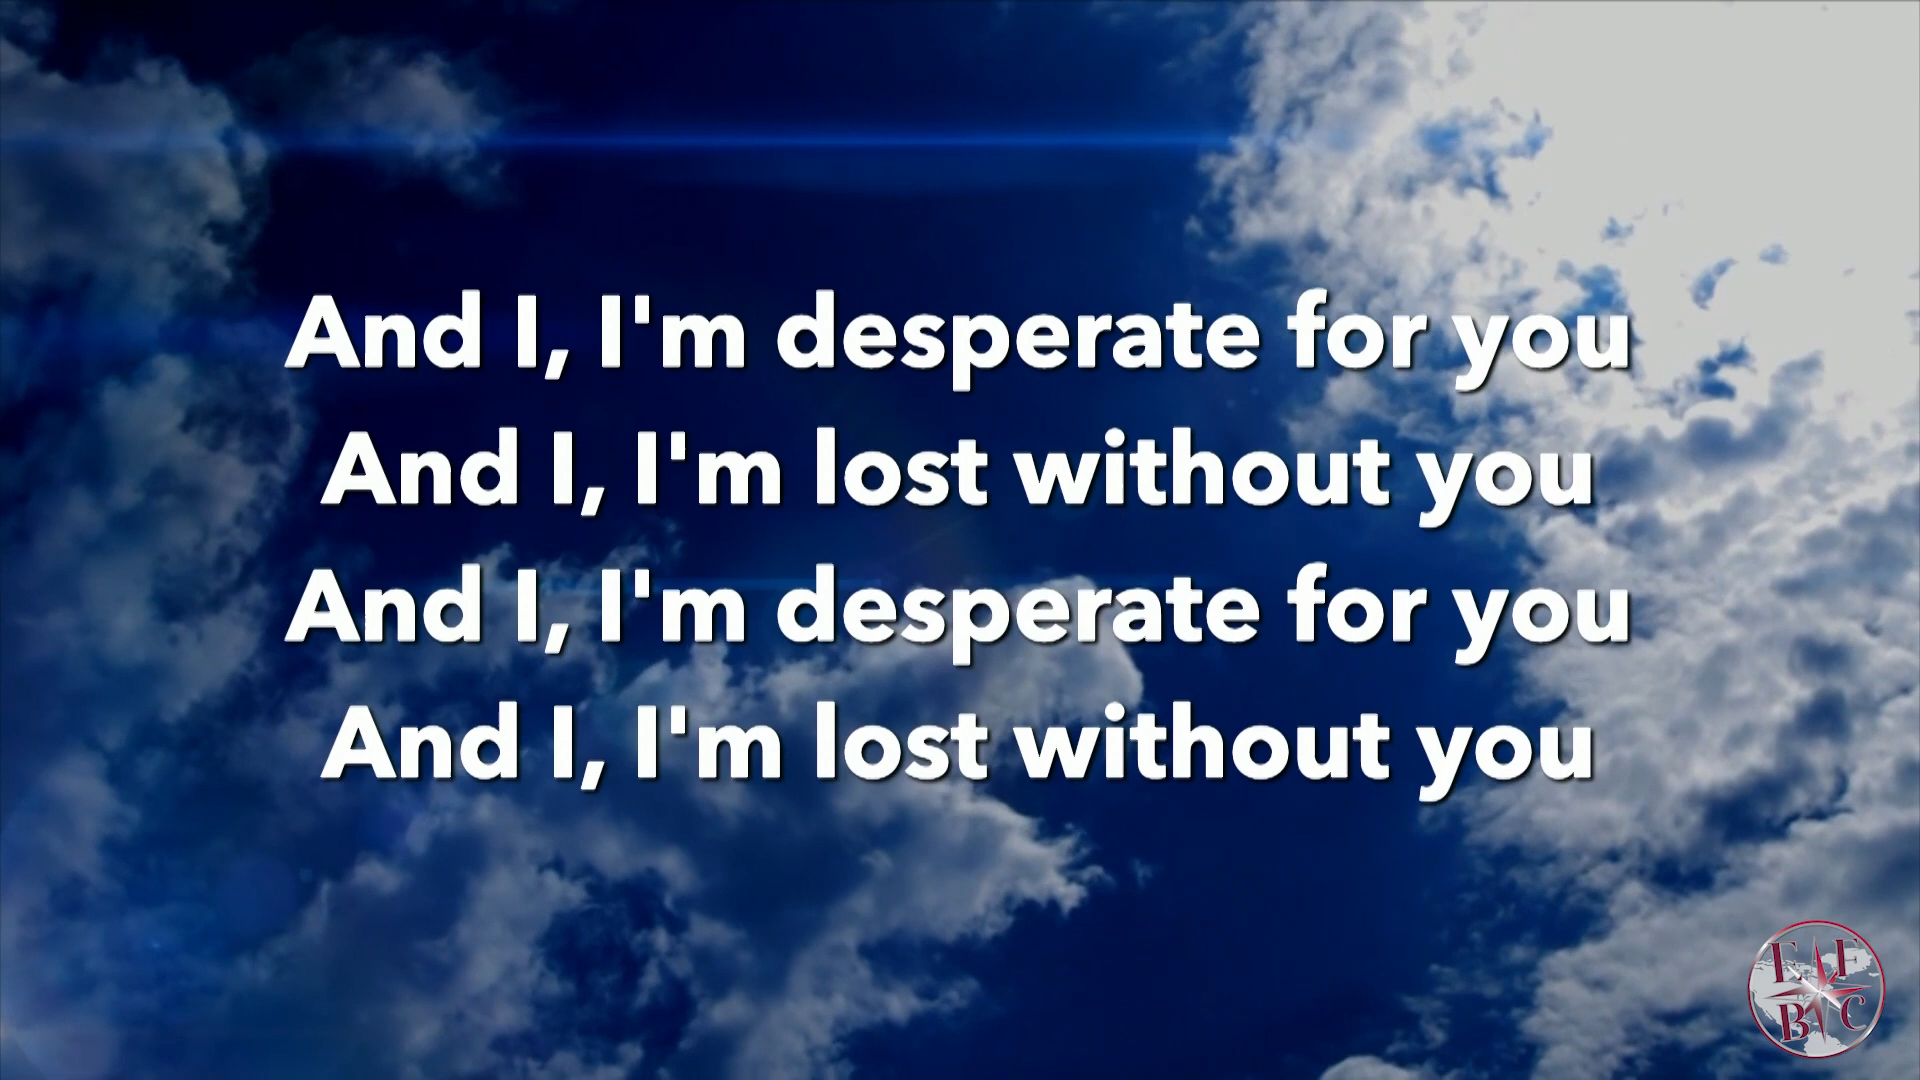 And I, I'm desperate for you
And I, I'm lost without you
And I, I'm desperate for you
And I, I'm lost without you
E F
B C